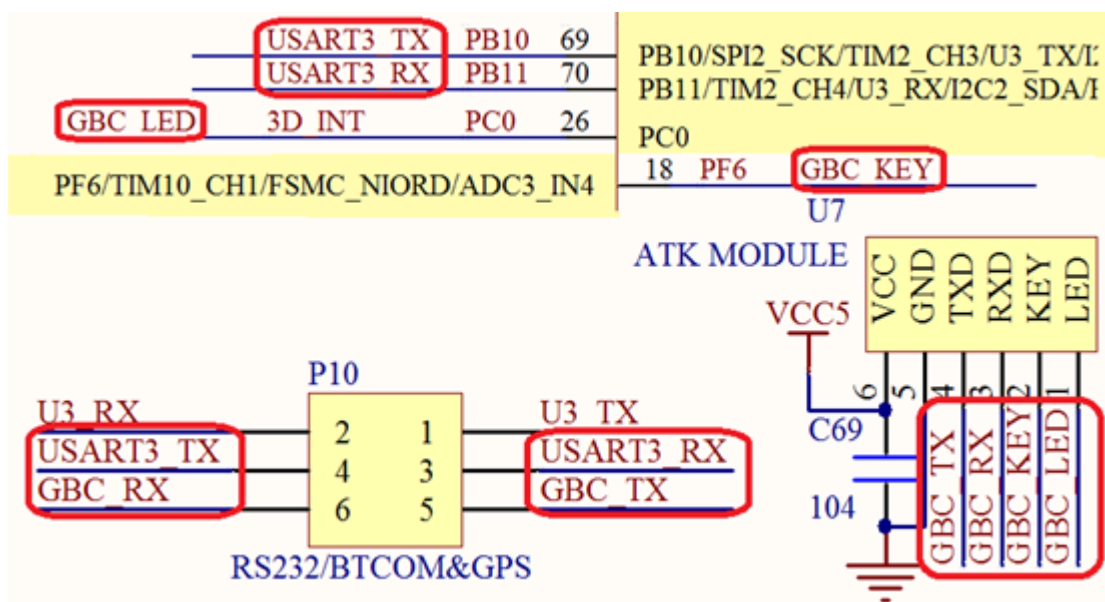 USART3_TX PB10 69
PB10/SPI2_SCK/TIM2_CH3/U3_TX/I2
USART3_RX PB11 70
PB11/TIM2_CH4/U3_RX/I2C2_SDA/
GBC_LED 3D_INT PC0 26
PC0
PF6/TIM10_CH1/FSMC_NIORD/ADC3_IN4
18 PF6 GBC_KEY
U7
ATK MODULE
VCC
GND
TXD
RXD
KEY
LED
VCC5
6
5
4
3
2
1
C69
104
GBC_TX
GBC_RX
GBC_KEY
GBC_LED
P10
U3_RX 2 1 U3_TX
USART3_TX 4 3 USART3_RX
GBC_RX 6 5 GBC_TX
RS232/BTCOM&GPS